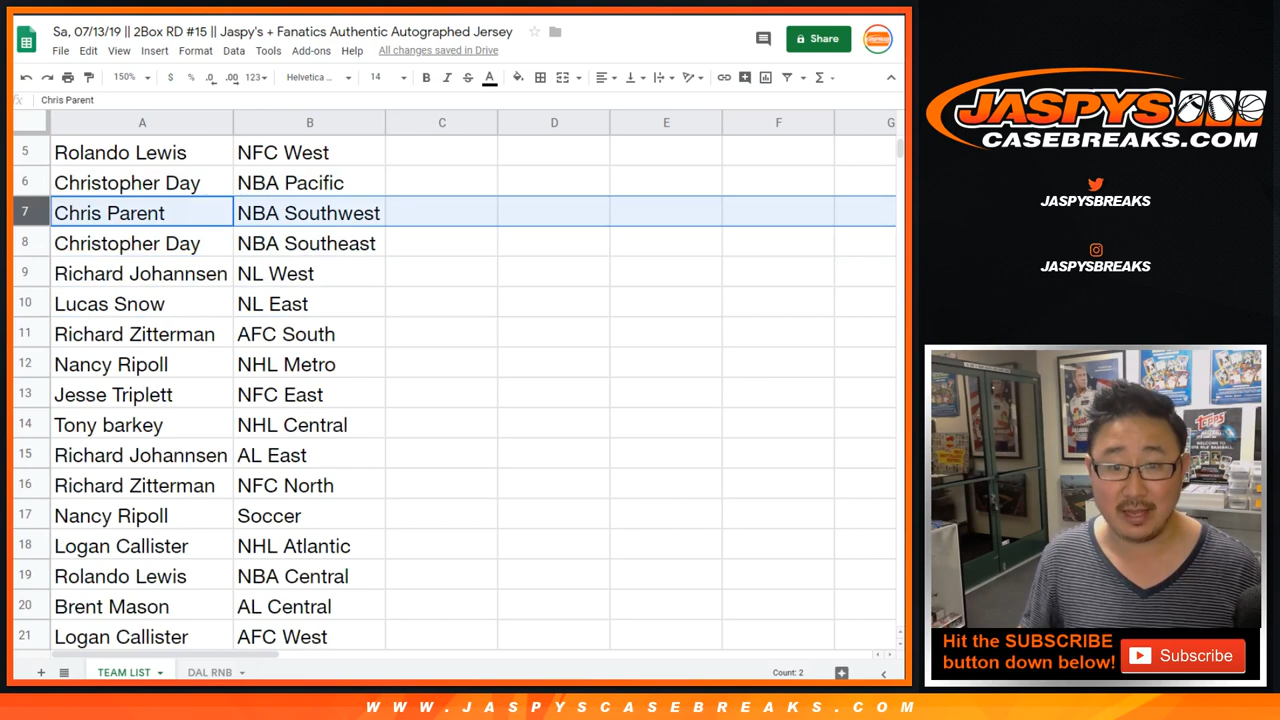 Sa, 07/13/19 || 2Box RD #15 || Jaspy's + Fanatics Authentic Autographed Jersey
File Edit View Insert Format Data Tools Add-ons Help All changes saved in Drive
Share
150% $ % .0 .00 123 Helvetica ... 14 B I S A
fx Chris Parent
A B C D E F G
5 Rolando Lewis NFC West
6 Christopher Day NBA Pacific
7 Chris Parent NBA Southwest
8 Christopher Day NBA Southeast
9 Richard Johannsen NL West
10 Lucas Snow NL East
11 Richard Zitterman AFC South
12 Nancy Ripoll NHL Metro
13 Jesse Triplett NFC East
14 Tony barkey NHL Central
15 Richard Johannsen AL East
16 Richard Zitterman NFC North
17 Nancy Ripoll Soccer
18 Logan Callister NHL Atlantic
19 Rolando Lewis NBA Central
20 Brent Mason AL Central
21 Logan Callister AFC West
+ TEAM LIST DAL RNB Count: 2
JASPYS
CASEBREAKS.COM
JASPYSBREAKS
JASPYSBREAKS
TOPPS
WELCOME TO
Hit the SUBSCRIBE
button down below!
Subscribe
WWW.JASPYSCASEBREAKS.COM